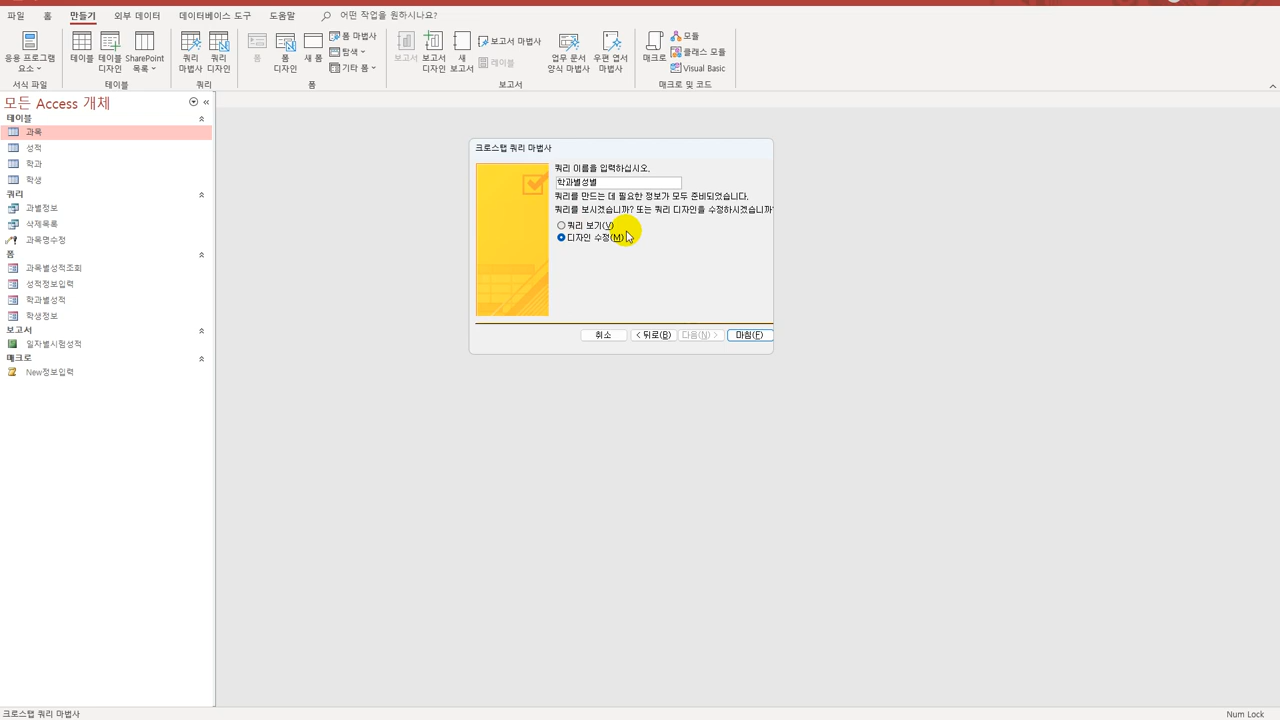 파일 홈 만들기 외부 데이터 데이터베이스 도구 도움말 어떤 작업을 원하시나요?
응용 프로그램 요소
테이블
테이블 디자인
SharePoint 목록
쿼리 마법사
쿼리 디자인
폼
폼 디자인
새 폼
폼 마법사
탐색
기타 폼
보고서
보고서 디자인
새 보고서
보고서 마법사
레이블
업무 문서 양식 마법사
우편 엽서 마법사
매크로
모듈
클래스 모듈
Visual Basic
서식 파일 테이블 쿼리 폼 보고서 매크로 및 코드
모든 Access 개체
테이블
과목
성적
학과
학생
쿼리
과별정보
삭제목록
과목명수정
폼
과목별성적조회
성적정보입력
학과별성적
학생정보
보고서
일자별시험성적
매크로
New정보입력
크로스탭 쿼리 마법사
쿼리 이름을 입력하십시오.
학과별성별
쿼리를 만드는 데 필요한 정보가 모두 준비되었습니다.
쿼리를 보시겠습니까? 또는 쿼리 디자인을 수정하시겠습니까
쿼리 보기(V)
디자인 수정(M)
취소 < 뒤로(B) 다음(N) > 마침(F)
크로스탭 쿼리 마법사 Num Lock